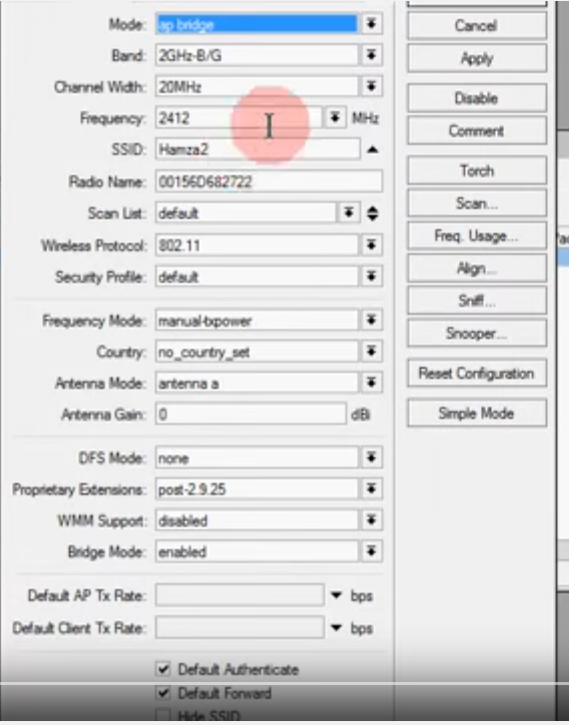 Mode: ap bridge
Band: 2GHz-B/G
Channel Width: 20MHz
Frequency: 2412 MHz
SSID: Hamza2
Radio Name: 00156D682722
Scan List: default
Wireless Protocol: 802.11
Security Profile: default
Frequency Mode: manual-txpower
Country: no_country_set
Antenna Mode: antenna a
Antenna Gain: 0 dBi
DFS Mode: none
Proprietary Extensions: post-2.9.25
WMM Support: disabled
Bridge Mode: enabled
Default AP Tx Rate: bps
Default Client Tx Rate: bps
Default Authenticate
Default Forward
Hide SSID
Cancel
Apply
Disable
Comment
Torch
Scan...
Freq. Usage...
Align...
Sniff...
Snooper...
Reset Configuration
Simple Mode